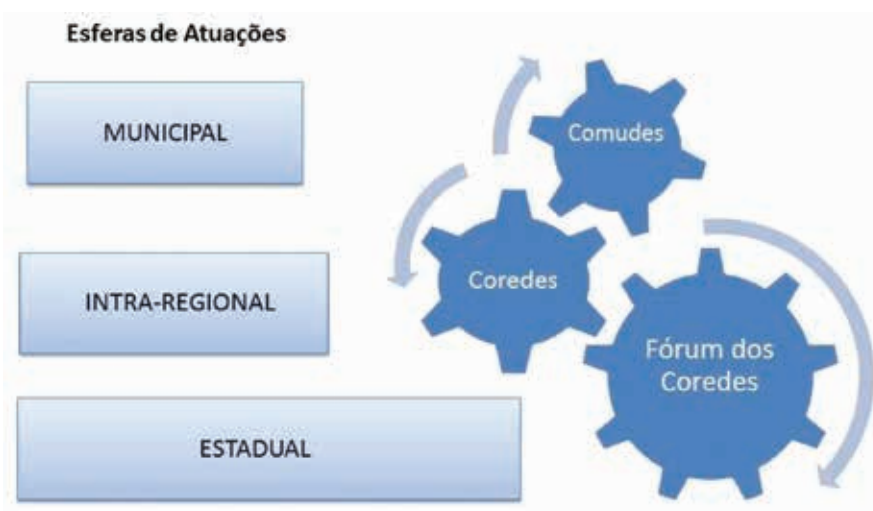 Esferas de Atuações
MUNICIPAL
Comudes
INTRA-REGIONAL
Coredes
Fórum dos
Coredes
ESTADUAL